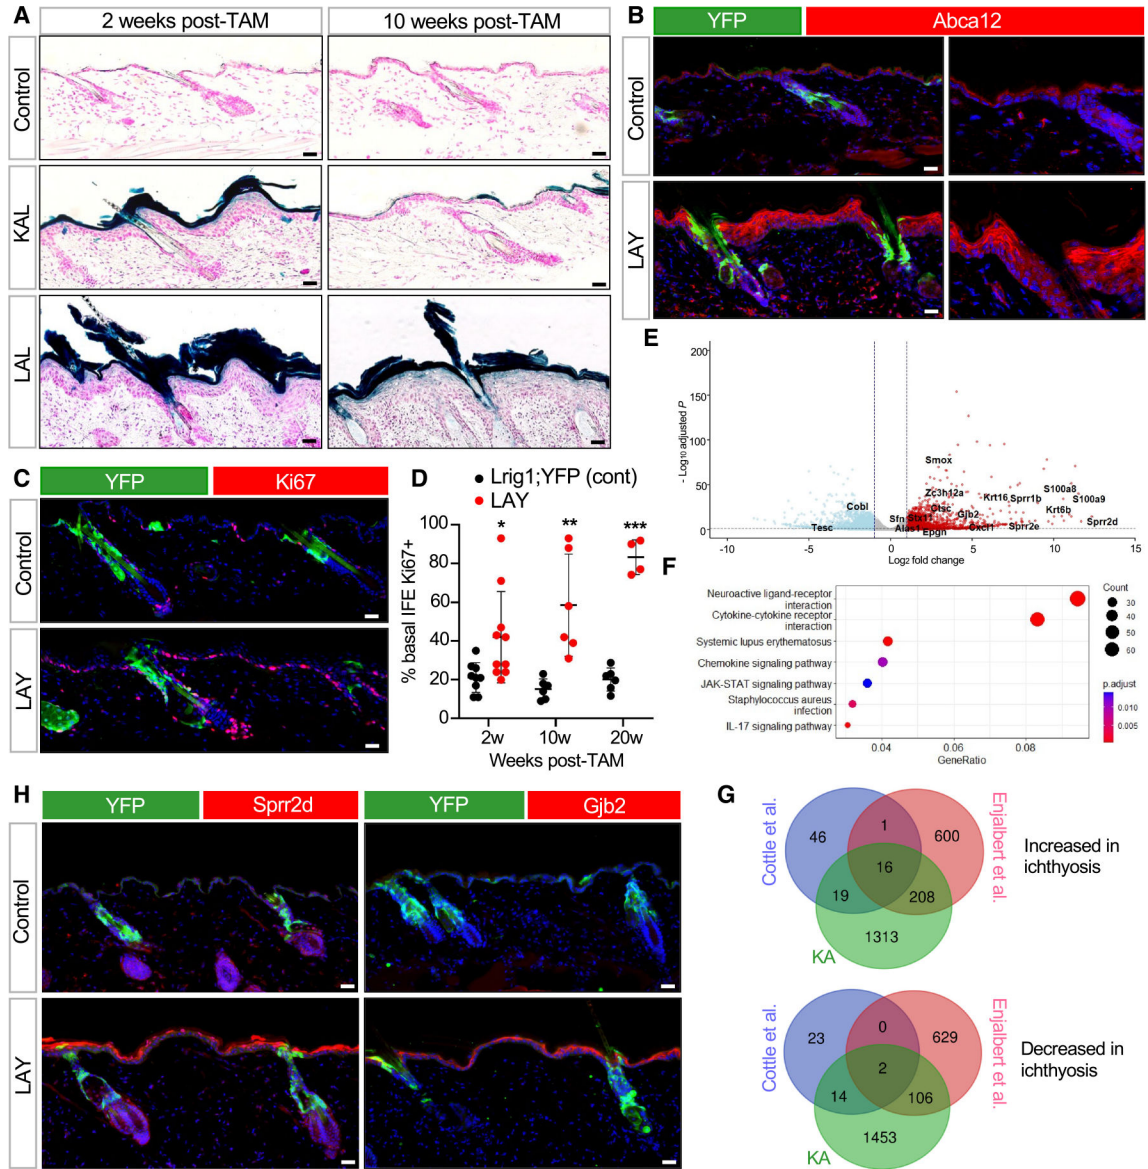 A
2 weeks post-TAM
10 weeks post-TAM
Control
KAL
LAL
B
YFP
Abca12
Control
LAY
C
YFP
Ki67
Control
LAY
D
Lrig1;YFP (cont)
LAY
% basal IFE Ki67+
100
80
60
40
20
0
*
**
***
2w
10w
20w
Weeks post-TAM
E
- Log10 adjusted P
200
150
100
50
0
Smox
Zc3h12a
Krt16
Sprr1b
S100a8
S100a9
Ctsc
Gjb2
Krt6b
Cobl
Sfn
Sprr2d
Tesc
Cxcl1
Sprr2e
Epgn
-10
-5
0
5
10
15
Log2 fold change
F
Neuroactive ligand-receptor
interaction
Cytokine-cytokine receptor
interaction
Systemic lupus erythematosus
Chemokine signaling pathway
JAK-STAT signaling pathway
Staphylococcus aureus
infection
IL-17 signaling pathway
0.04
0.06
0.08
GeneRatio
Count
30
40
50
60
p.adjust
0.010
0.005
G
Cottle et al.
Enjalbert et al.
KA
46
1
600
16
19
208
1313
Increased in
ichthyosis
Cottle et al.
Enjalbert et al.
KA
23
0
629
2
14
106
1453
Decreased in
ichthyosis
H
YFP
Sprr2d
YFP
Gjb2
Control
LAY